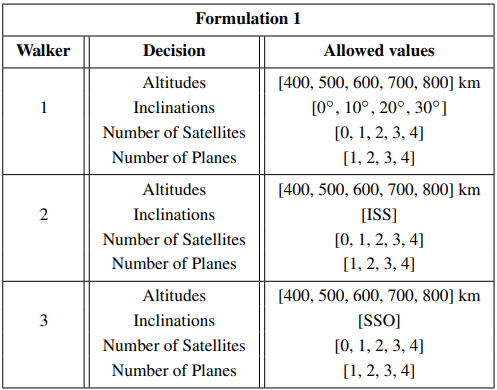 Formulation 1
Walker Decision Allowed values
Altitudes [400, 500, 600, 700, 800] km
1 Inclinations [0°, 10°, 20°, 30°]
Number of Satellites [0, 1, 2, 3, 4]
Number of Planes [1, 2, 3, 4]
Altitudes [400, 500, 600, 700, 800] km
2 Inclinations [ISS]
Number of Satellites [0, 1, 2, 3, 4]
Number of Planes [1, 2, 3, 4]
Altitudes [400, 500, 600, 700, 800] km
3 Inclinations [SSO]
Number of Satellites [0, 1, 2, 3, 4]
Number of Planes [1, 2, 3, 4]